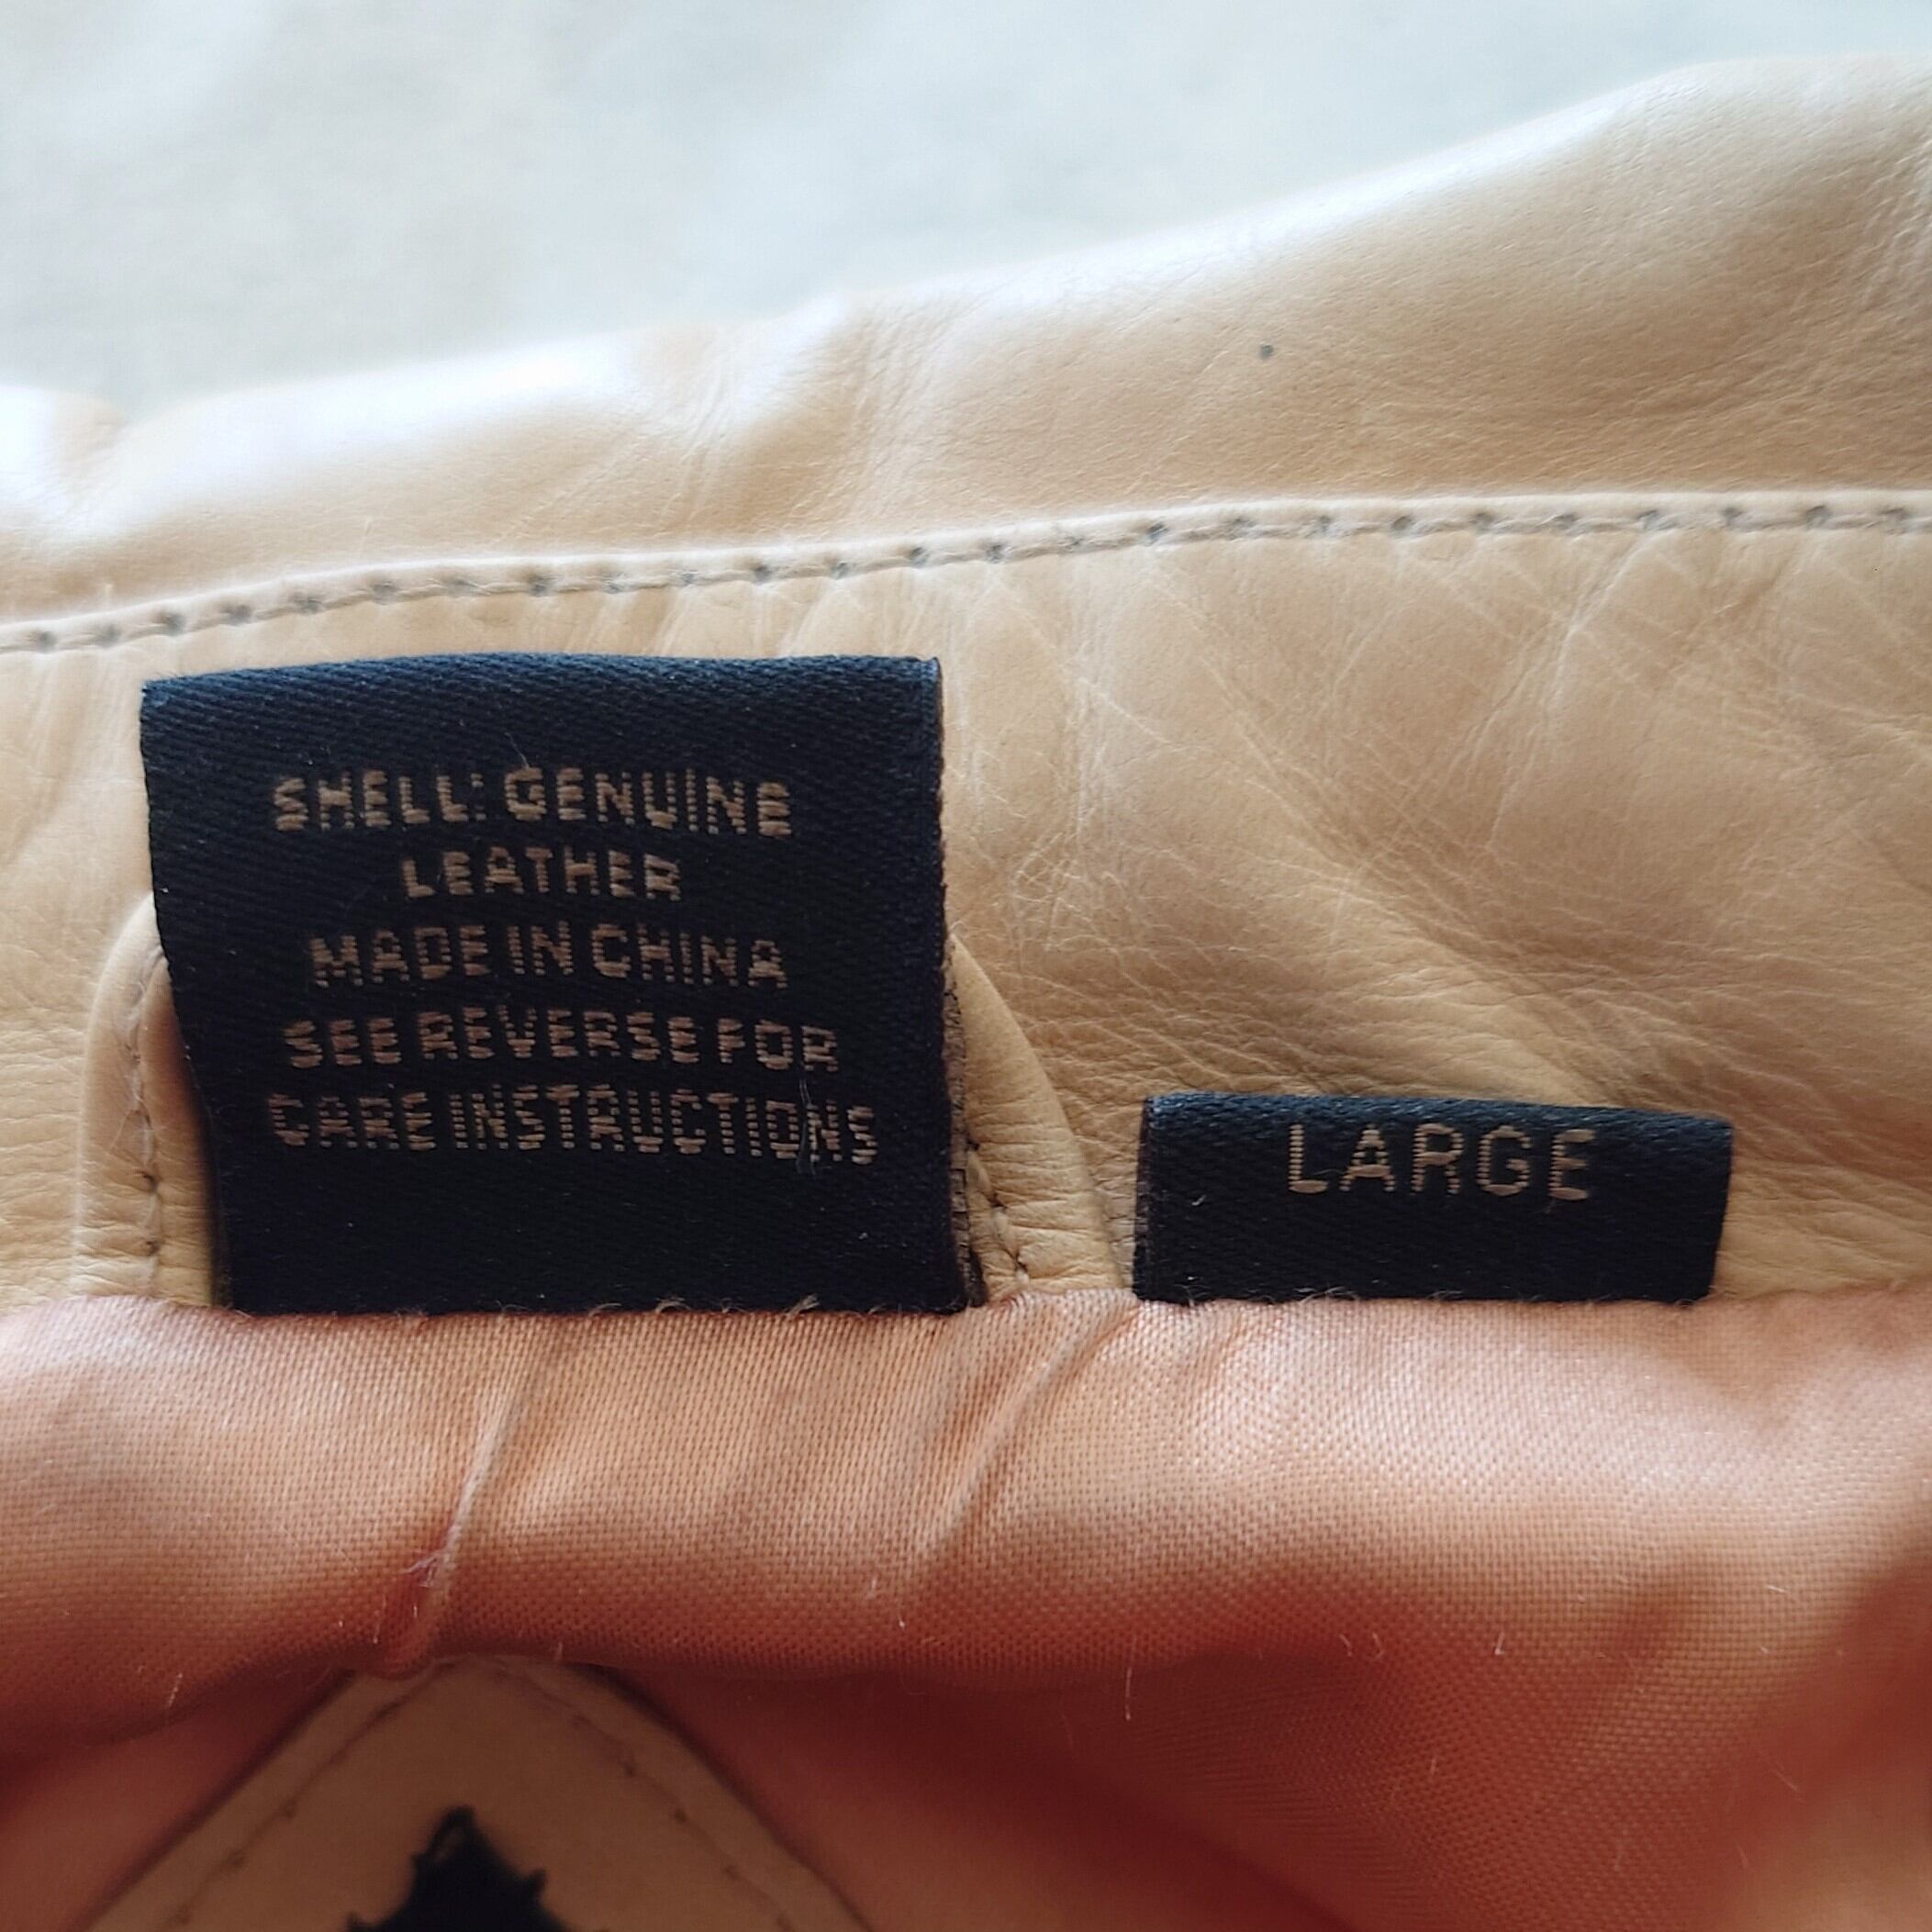 SHELL: GENUINE
LEATHER
MADE IN CHINA
SEE REVERSE FOR
CARE INSTRUCTIONS
LARGE